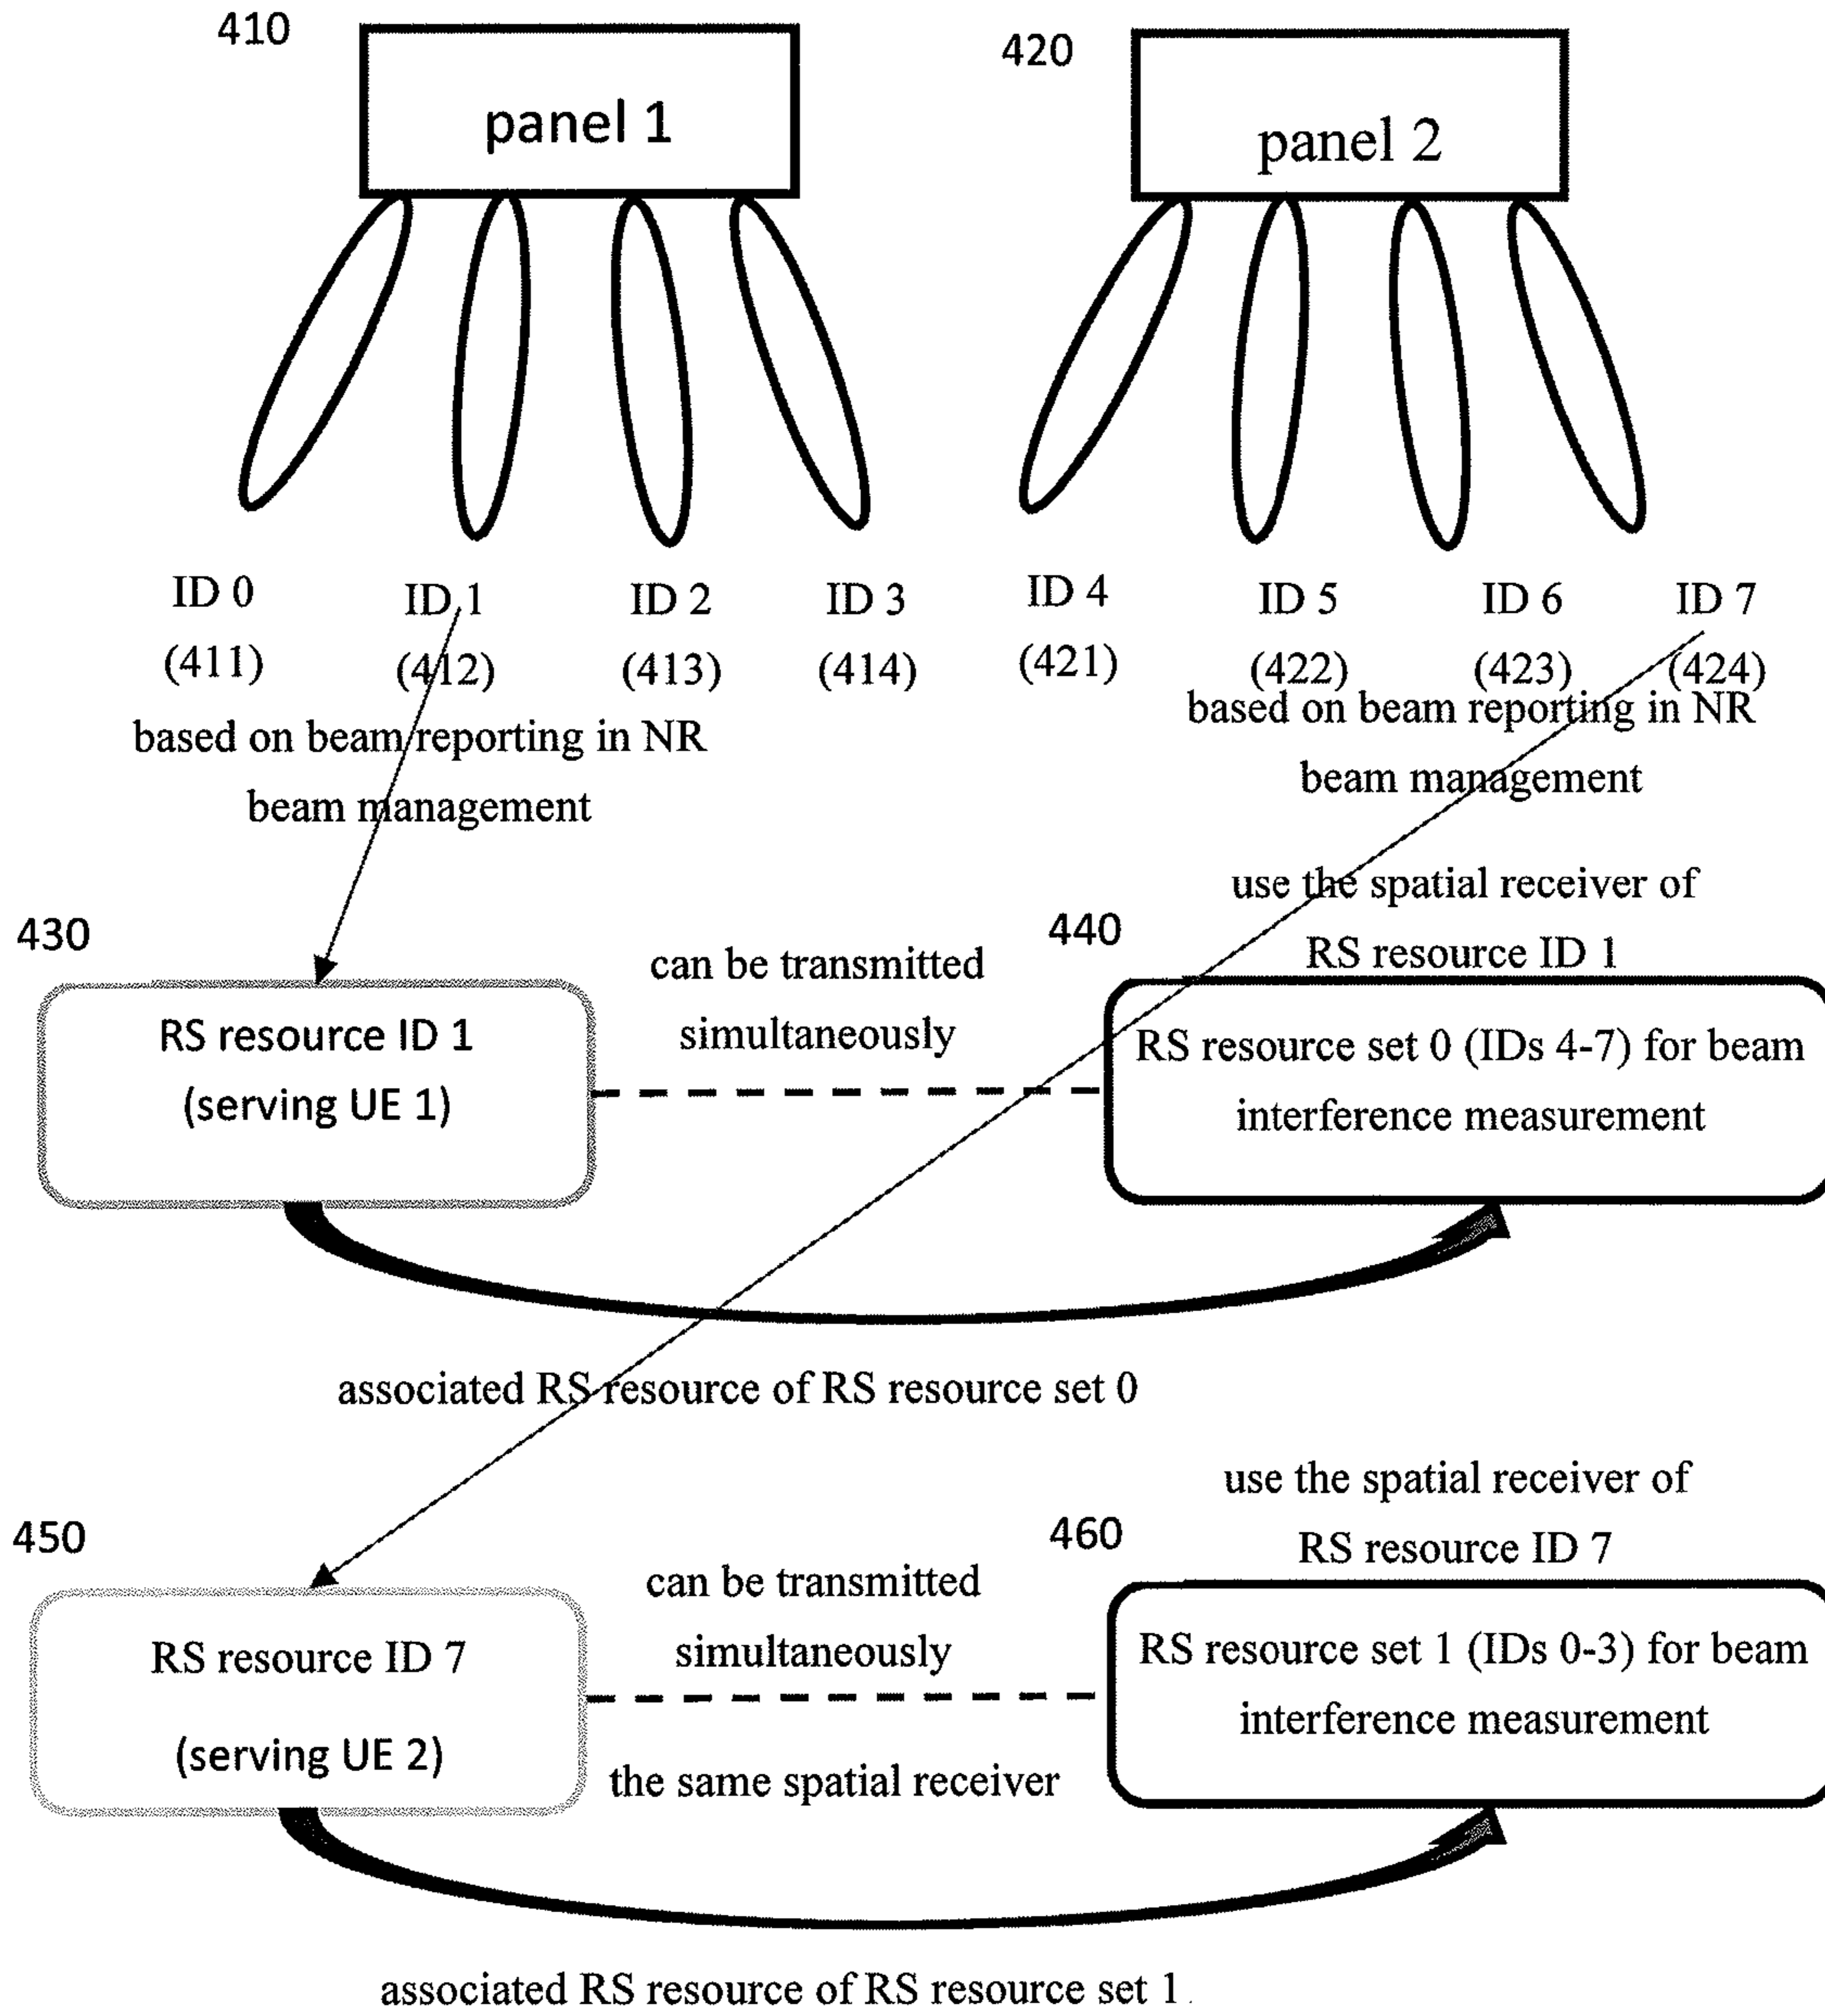 410
panel 1
420
panel 2
ID 0
ID 1
ID 2
ID 3
ID 4
ID 5
ID 6
ID 7
(411)
(412)
(413)
(414)
(421)
(422)
(423)
(424)
based on beam reporting in NR
beam management
based on beam reporting in NR
beam management
430
RS resource ID 1
(serving UE 1)
can be transmitted
simultaneously
440
use the spatial receiver of
RS resource ID 1
RS resource set 0 (IDs 4-7) for beam
interference measurement
associated RS resource of RS resource set 0
450
RS resource ID 7
(serving UE 2)
can be transmitted
simultaneously
the same spatial receiver
460
use the spatial receiver of
RS resource ID 7
RS resource set 1 (IDs 0-3) for beam
interference measurement
associated RS resource of RS resource set 1